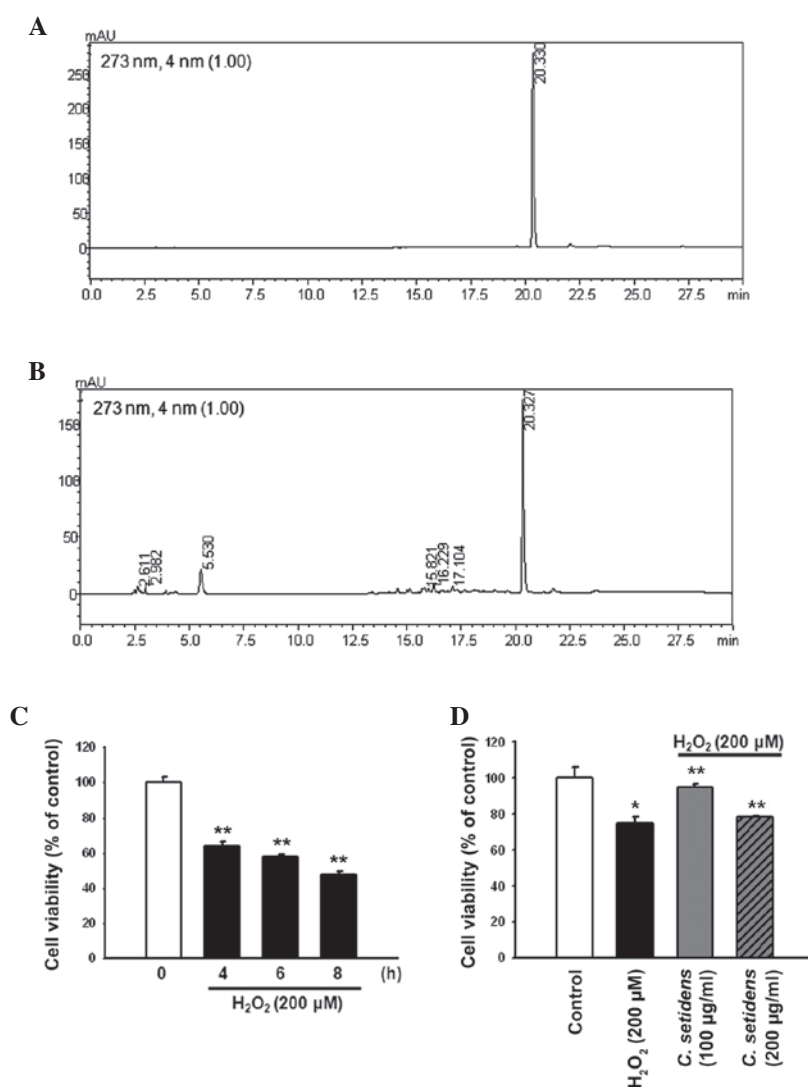 A
mAU
273 nm, 4 nm (1.00)
20.330
250
200
150
100
50
0
0.0 2.5 5.0 7.5 10.0 12.5 15.0 17.5 20.0 22.5 25.0 27.5 min
B
mAU
273 nm, 4 nm (1.00)
20.327
150
100
50
0
2.611
2.982
5.530
15.821
16.229
17.104
0.0 2.5 5.0 7.5 10.0 12.5 15.0 17.5 20.0 22.5 25.0 27.5 min
C
Cell viability (% of control)
120
100
80
60
40
20
0
** ** **
0 4 6 8 (h)
H₂O₂ (200 µM)
D
Cell viability (% of control)
120
100
80
60
40
20
0
H₂O₂ (200 µM)
* ** **
Control
H₂O₂ (200 µM)
C. setidens
(100 µg/ml)
C. setidens
(200 µg/ml)